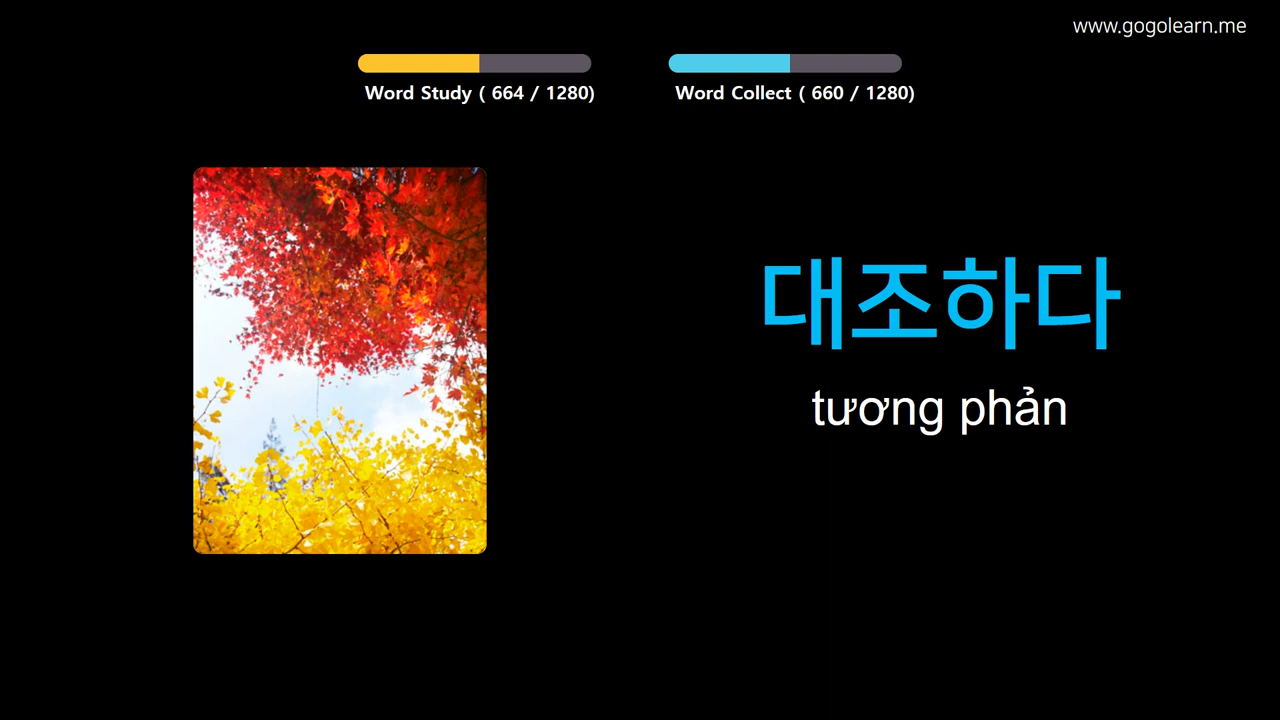 www.gogolearn.me
Word Study ( 664 / 1280)
Word Collect ( 660 / 1280)
대조하다
tương phản